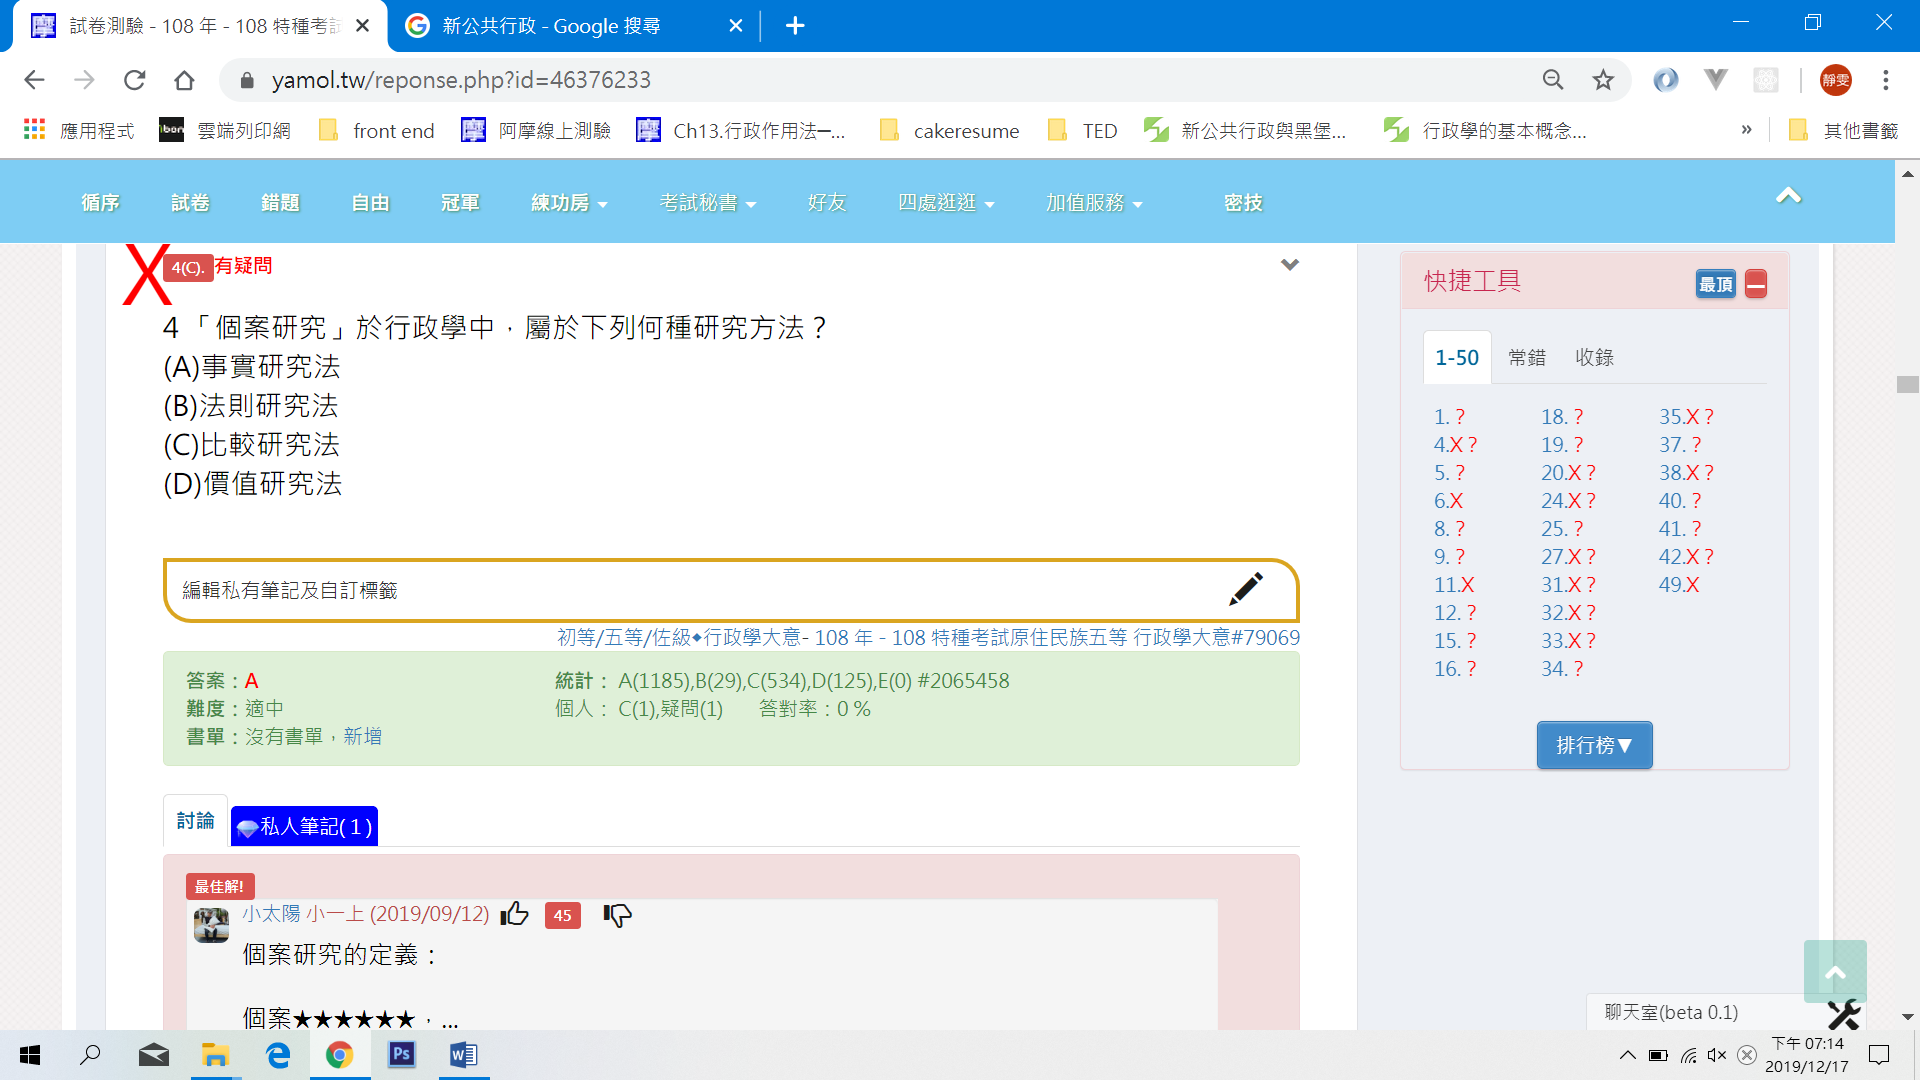 試卷測驗 - 108 年 - 108 特種考試
新公共行政 - Google 搜尋
yamol.tw/reponse.php?id=46376233
靜雯
應用程式
ibon
雲端列印網
front end
摩
阿摩線上測驗
摩
Ch13.行政作用法─...
cakeresume
TED
新公共行政與黑堡...
行政學的基本概念...
»
其他書籤
循序
試卷
錯題
自由
冠軍
練功房
考試秘書
好友
四處逛逛
加值服務
密技
X
4(C).
有疑問
4 「個案研究」於行政學中，屬於下列何種研究方法？
(A)事實研究法
(B)法則研究法
(C)比較研究法
(D)價值研究法
編輯私有筆記及自訂標籤
初等/五等/佐級◆行政學大意- 108 年 - 108 特種考試原住民族五等 行政學大意#79069
答案：A
難度：適中
書單：沒有書單，新增
統計： A(1185),B(29),C(534),D(125),E(0) #2065458
個人： C(1),疑問(1) 答對率：0 %
討論
私人筆記( 1 )
最佳解!
小太陽 小一上 (2019/09/12)
45
個案研究的定義：
個案★★★★★★，...
快捷工具
最頂
1-50
常錯
收錄
1. ?
4.X ?
5. ?
6.X
8. ?
9. ?
11.X
12. ?
15. ?
16. ?
18. ?
19. ?
20.X ?
24.X ?
25. ?
27.X ?
31.X ?
32.X ?
33.X ?
34. ?
35.X ?
37. ?
38.X ?
40. ?
41. ?
42.X ?
49.X
排行榜▼
聊天室(beta 0.1)
Ps
下午 07:14
2019/12/17